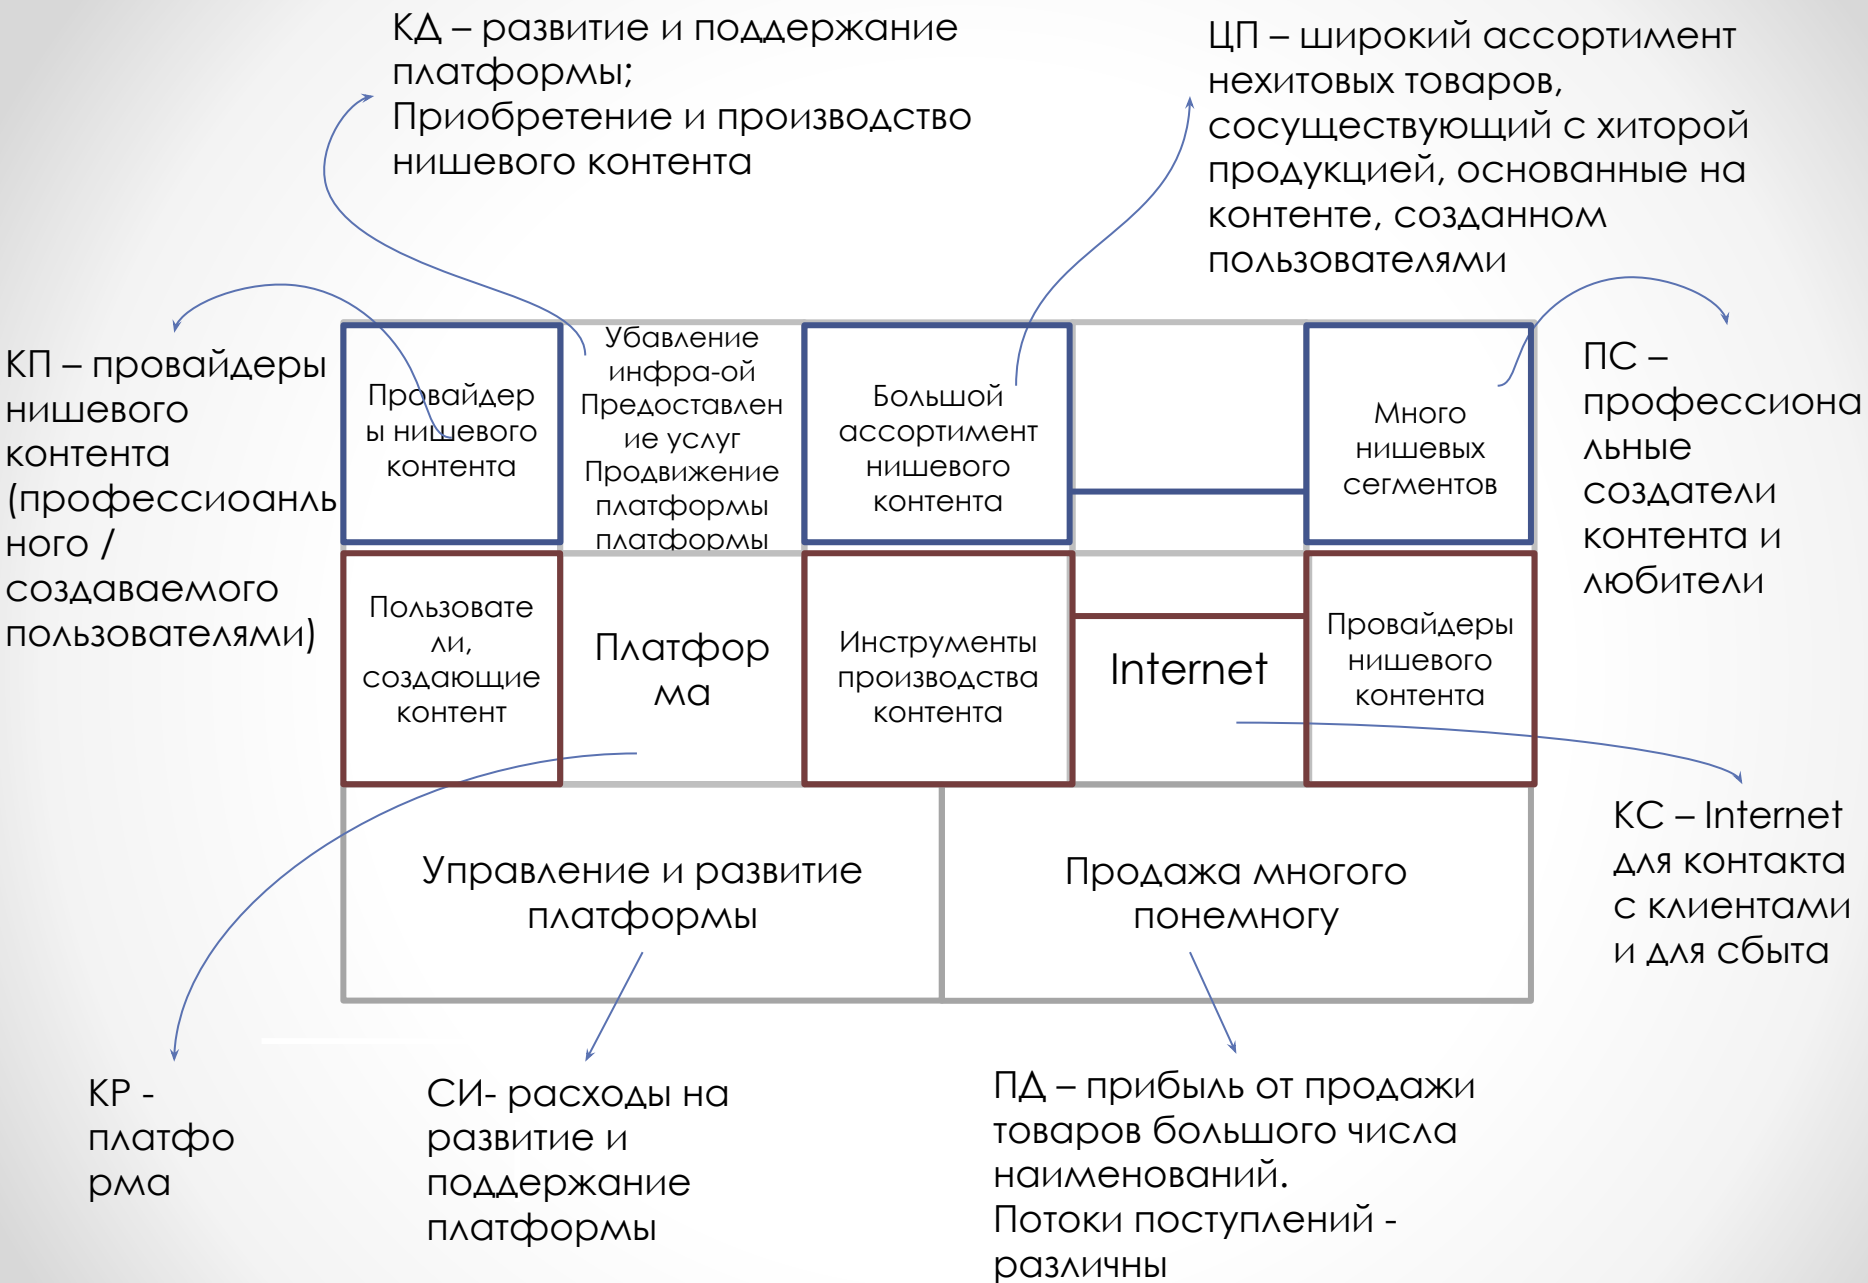 КД – развитие и поддержание
платформы;
Приобретение и производство
нишевого контента
ЦП – широкий ассортимент
нехитовых товаров,
сосуществующий с хиторой
продукцией, основанные на
контенте, созданном
пользователями
КП – провайдеры
нишевого
контента
(профессиоанль
ного /
создаваемого
пользователями)
Провайдер
ы нишевого
контента
Убавление
инфра-ой
Предоставлен
ие услуг
Продвижение
платформы
платформы
Большой
ассортимент
нишевого
контента
Много
нишевых
сегментов
ПС –
профессиона
льные
создатели
контента и
любители
Пользовате
ли,
создающие
контент
Платфор
ма
Инструменты
производства
контента
Internet
Провайдеры
нишевого
контента
КС – Internet
для контакта
с клиентами
и для сбыта
Управление и развитие
платформы
Продажа многого
понемногу
КР -
платфо
рма
СИ- расходы на
развитие и
поддержание
платформы
ПД – прибыль от продажи
товаров большого числа
наименований.
Потоки поступлений -
различны